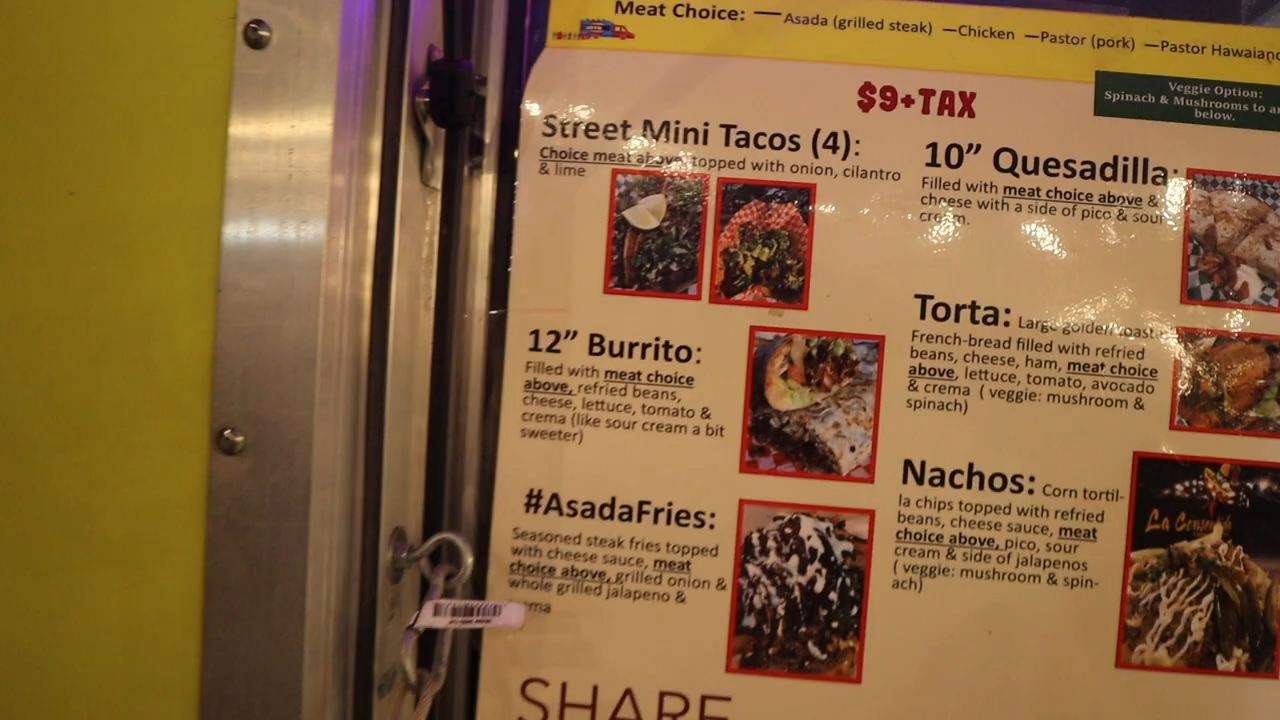 Meat Choice: —Asada (grilled steak) —Chicken —Pastor (pork) —Pastor Hawaiano
$9+TAX
Veggie Option:
Spinach & Mushrooms to
below.
Street Mini Tacos (4):
Choice meat above, topped with onion, cilantro
& lime
12” Burrito:
Filled with meat choice
above, refried beans,
cheese, lettuce, tomato &
crema (like sour cream a bit
sweeter)
#AsadaFries:
Seasoned steak fries topped
with cheese sauce, meat
choice above, grilled onion &
whole grilled jalapeno &
10” Quesadilla:
Filled with meat choice above &
cheese with a side of pico & sour
cream.
Torta: Large golden toast
French-bread filled with refried
beans, cheese, ham, meat choice
above, lettuce, tomato, avocado
& crema ( veggie: mushroom &
spinach)
Nachos: Corn tortil-
la chips topped with refried
beans, cheese sauce, meat
choice above, pico, sour
cream & side of jalapenos
( veggie: mushroom & spin-
ach)
SHARE